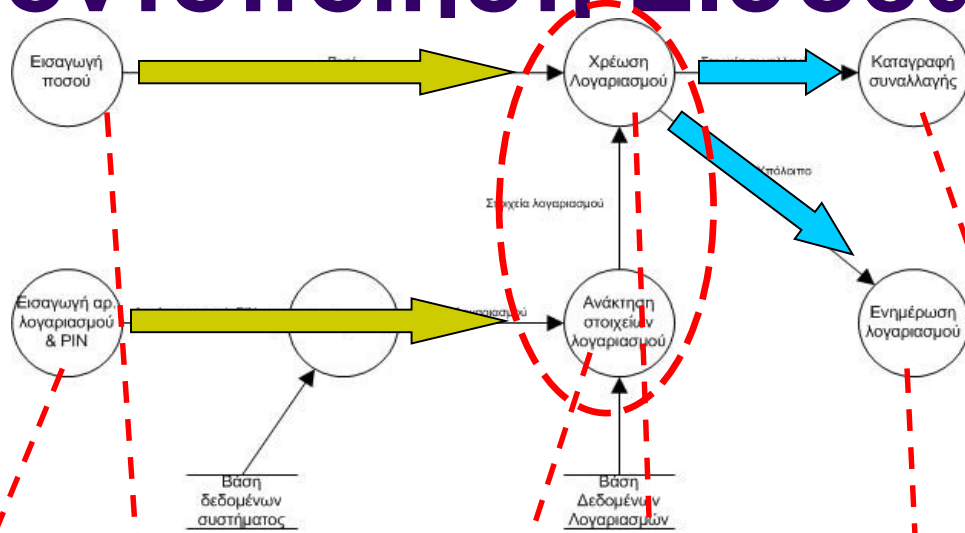 Εισαγωγή
ποσού
Χρέωση
Λογαριασμού
Καταγραφή
συναλλαγής
Υπόλοιπο
Στοιχεία λογαριασμού
Εισαγωγή αρ.
λογαριασμού
& PIN
Ανάκτηση
στοιχείων
λογαριασμού
Ενημέρωση
λογαριασμού
Βάση
δεδομένων
συστήματος
Βάση
Δεδομένων
Λογαριασμών